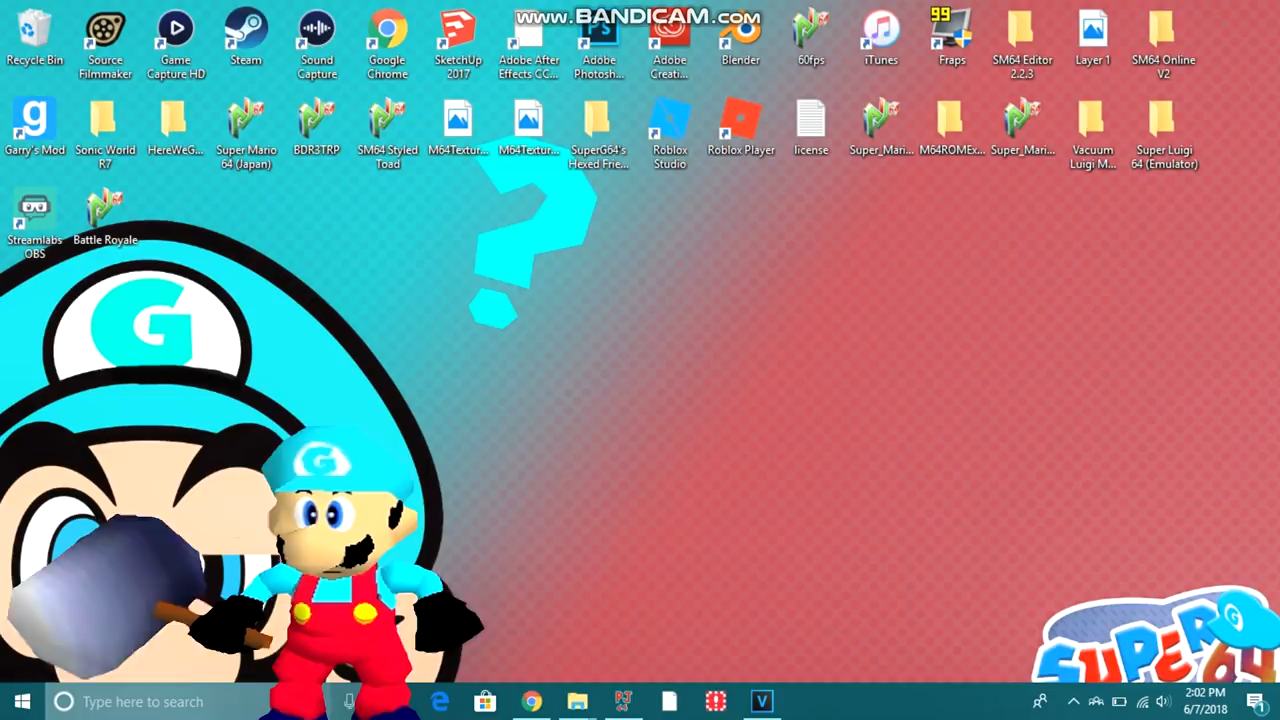 www.BANDICAM.com
99
Recycle Bin
Source Filmmaker
Game Capture HD
Steam
Sound Capture
Google Chrome
SketchUp 2017
Adobe After Effects CC...
Adobe Photosh...
Adobe Creati...
Blender
60fps
iTunes
Fraps
SM64 Editor 2.2.3
Layer 1
SM64 Online V2
Garry's Mod
Sonic World R7
HereWeG...
Super Mario 64 (Japan)
BDR3TRP
SM64 Styled Toad
M64Textur...
M64Textur...
SuperG64's Hexed Frie...
Roblox Studio
Roblox Player
license
Super_Mari...
M64ROMEx...
Super_Mari...
Vacuum Luigi M...
Super Luigi 64 (Emulator)
Streamlabs OBS
Battle Royale
?
G
G
SUPER G
64
Type here to search
2:02 PM
6/7/2018